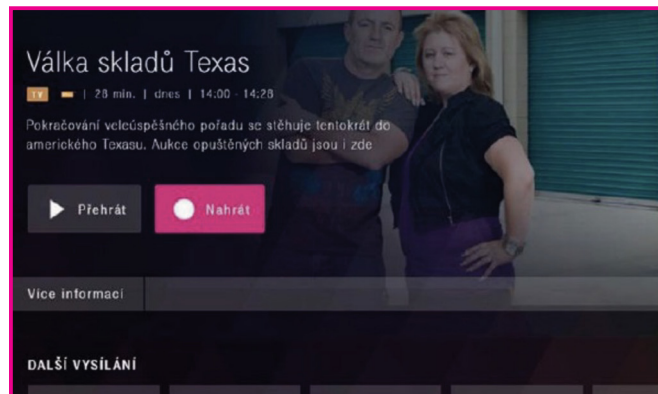 Válka skladů Texas
TV | 28 min. | dnes | 14:00 - 14:28
Pokračování veleúspěšného pořadu se stěhuje tentokrát do
amerického Texasu. Aukce opuštěných skladů jsou i zde
Přehrát Nahrát
Více informací
DALŠÍ VYSÍLÁNÍ